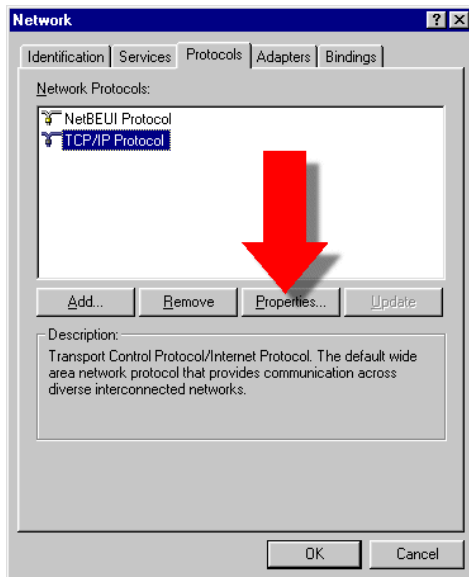 Network
Identification Services Protocols Adapters Bindings
Network Protocols:
NetBEUI Protocol
TCP/IP Protocol
Add... Remove Properties... Update
Description:
Transport Control Protocol/Internet Protocol. The default wide
area network protocol that provides communication across
diverse interconnected networks.
OK Cancel